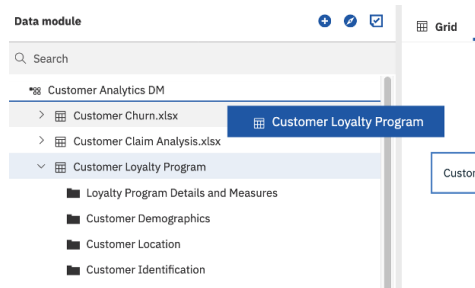 Data module
Grid
Search
Customer Analytics DM
Customer Churn.xlsx
Customer Loyalty Program
Customer Claim Analysis.xlsx
Customer Loyalty Program
Loyalty Program Details and Measures
Customer Demographics
Customer Location
Customer Identification